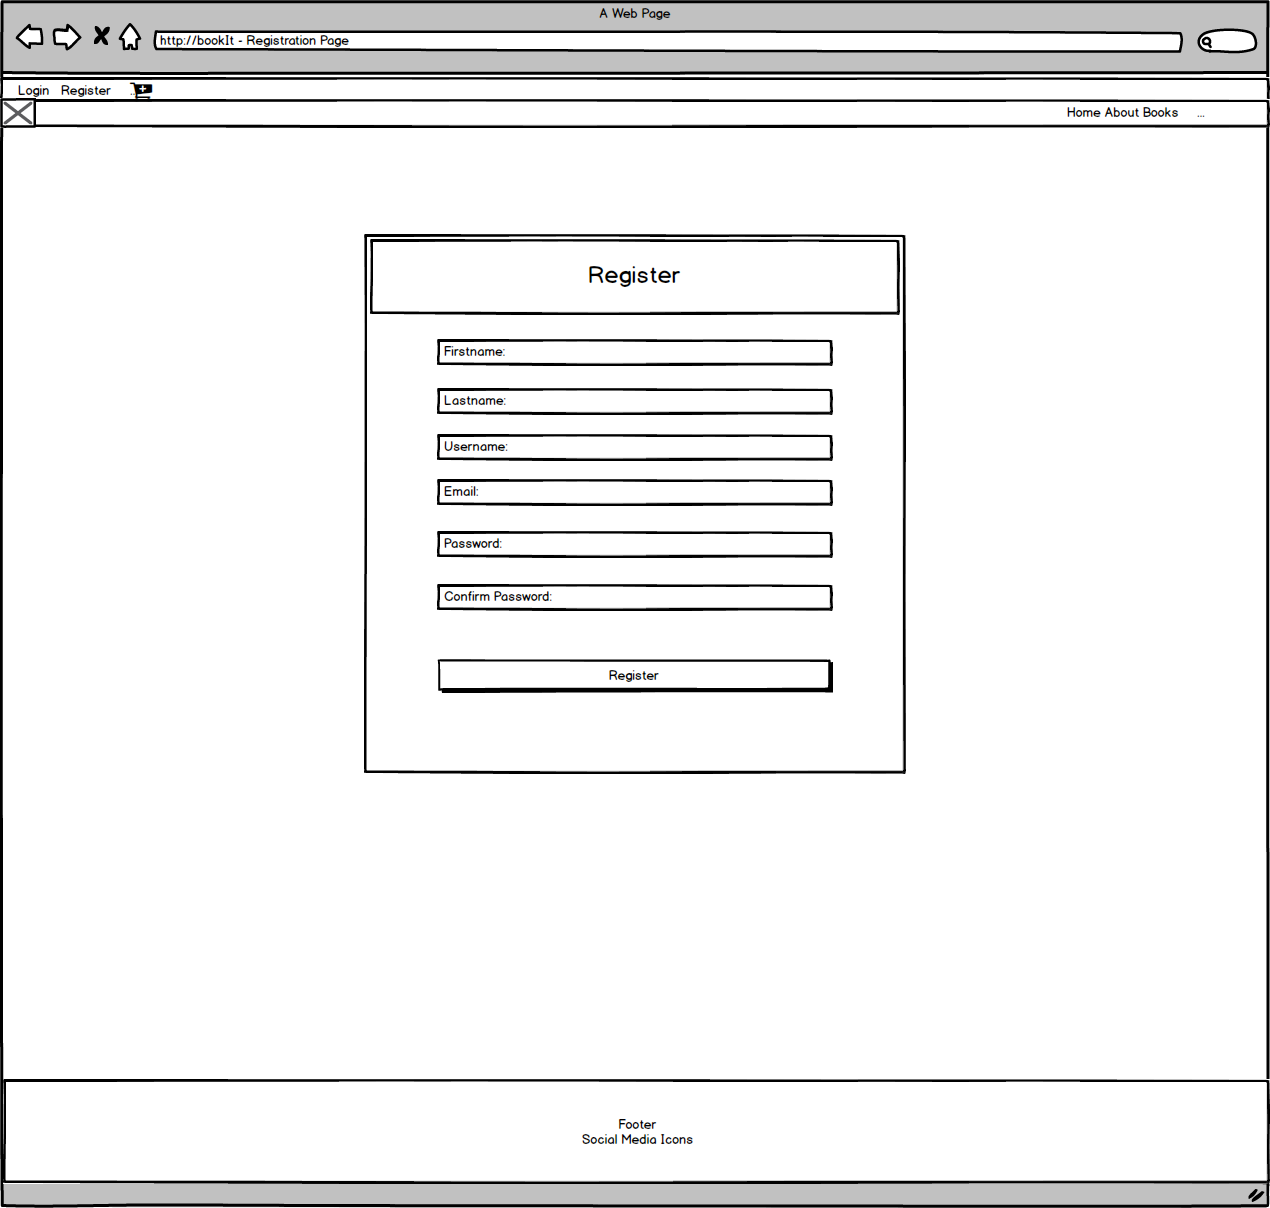 A Web Page
http://bookIt - Registration Page
Login Register
Home About Books ...
Register
Firstname:
Lastname:
Username:
Email:
Password:
Confirm Password:
Register
Footer
Social Media Icons